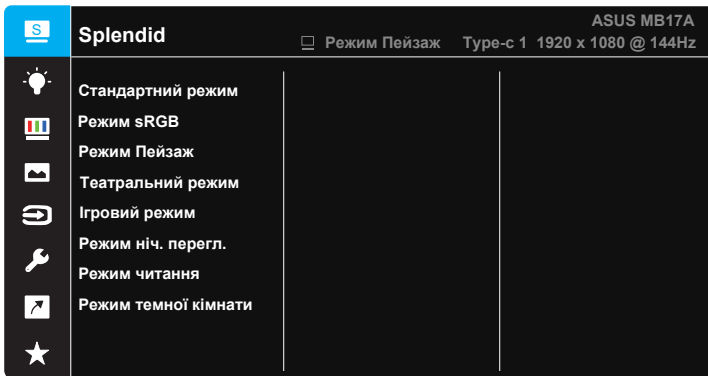 S
Splendid
ASUS MB17A
Режим Пейзаж Type-c 1 1920 x 1080 @ 144Hz
Стандартний режим
Режим sRGB
Режим Пейзаж
Театральний режим
Ігровий режим
Режим ніч. перегл.
Режим читання
Режим темної кімнати